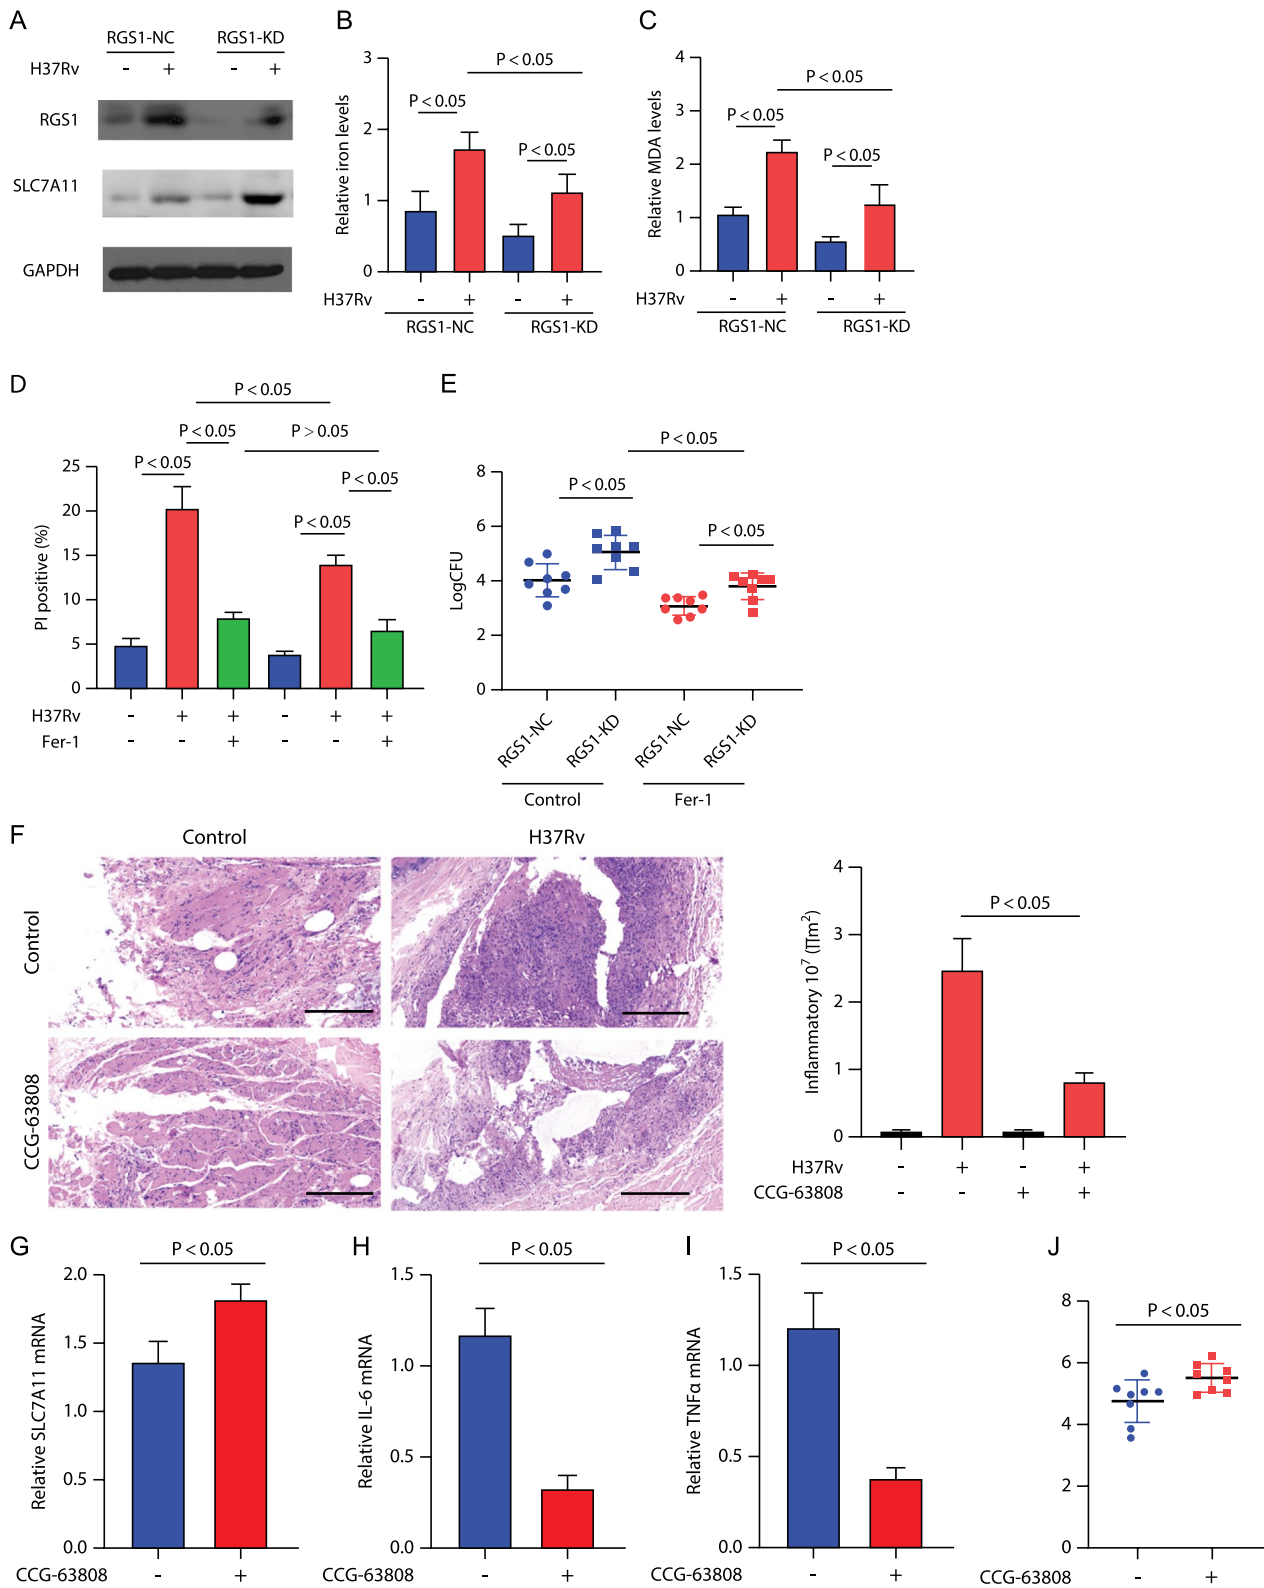 A
RGS1-NC RGS1-KD
H37Rv - + - +
RGS1
SLC7A11
GAPDH
B
Relative iron levels
3
2
1
0
P < 0.05
P < 0.05
P < 0.05
H37Rv - + - +
RGS1-NC RGS1-KD
C
Relative MDA levels
4
3
2
1
0
P < 0.05
P < 0.05
P < 0.05
H37Rv - + - +
RGS1-NC RGS1-KD
D
PI positive (%)
25
20
15
10
5
0
P < 0.05
P < 0.05 P > 0.05
P < 0.05 P < 0.05
P < 0.05
H37Rv - + + - + +
Fer-1 - - + - - +
E
LogCFU
8
6
4
2
0
P < 0.05
P < 0.05
P < 0.05
RGS1-NC RGS1-KD RGS1-NC RGS1-KD
Control Fer-1
F
Control H37Rv
Control
CCG-63808
Inflammatory 10⁷ (∏m²)
4
3
2
1
0
P < 0.05
H37Rv - + - +
CCG-63808 - - + +
G
Relative SLC7A11 mRNA
2.0
1.5
1.0
0.5
0.0
P < 0.05
CCG-63808 - +
H
Relative IL-6 mRNA
1.5
1.0
0.5
0.0
P < 0.05
CCG-63808 - +
I
Relative TNFα mRNA
1.5
1.0
0.5
0.0
P < 0.05
CCG-63808 - +
J
8
6
4
2
0
P < 0.05
CCG-63808 - +